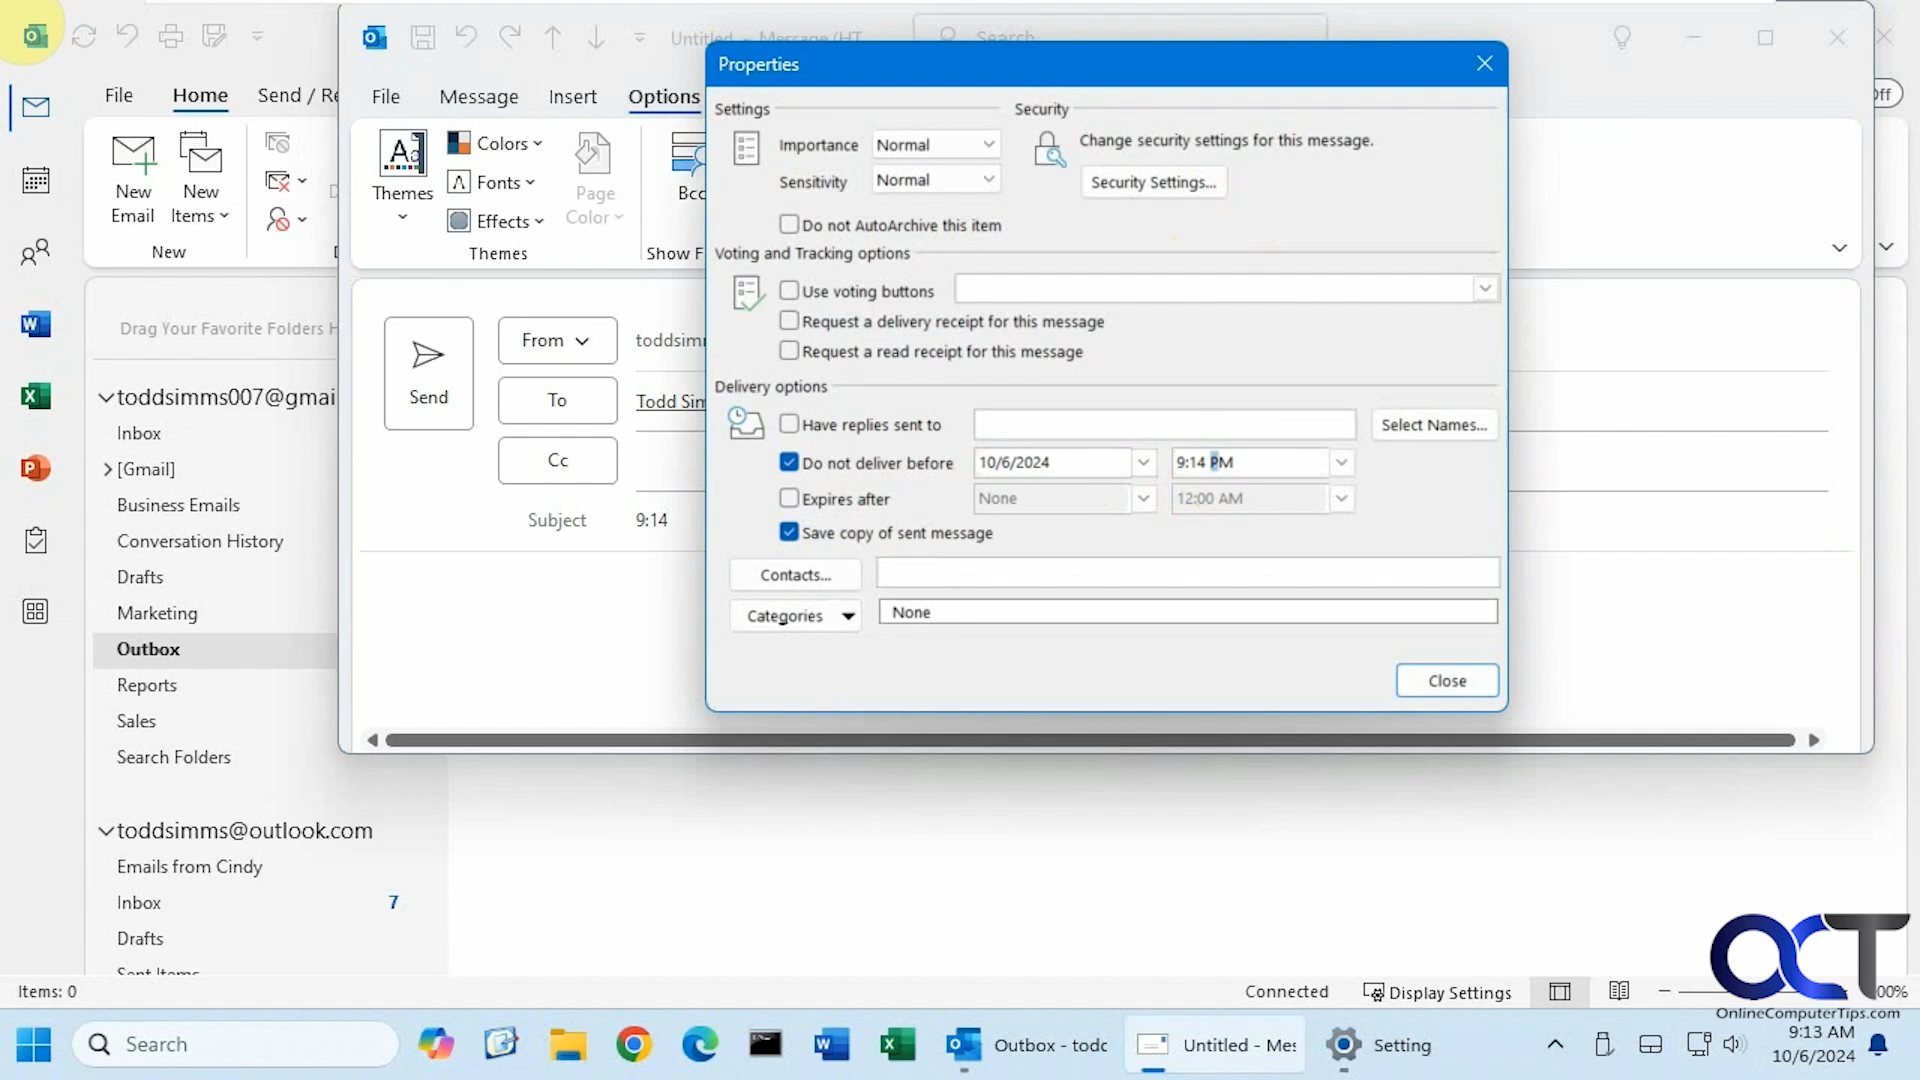 Untitled - Message (HT
Search
File
Home
Send / Re
File
Message
Insert
Options
Off
New
Email
New
Items
New
Themes
Colors
Fonts
Effects
Page
Color
Themes
Bcc
Show F
Drag Your Favorite Folders H
toddsimms007@gmai
Inbox
[Gmail]
Business Emails
Conversation History
Drafts
Marketing
Outbox
Reports
Sales
Search Folders
toddsimms@outlook.com
Emails from Cindy
Inbox 7
Drafts
Sent Items
Send
From
toddsimm
To
Todd Sim
Cc
Subject
9:14
Properties
Settings
Security
Importance
Normal
Change security settings for this message.
Sensitivity
Normal
Security Settings...
Do not AutoArchive this item
Voting and Tracking options
Use voting buttons
Request a delivery receipt for this message
Request a read receipt for this message
Delivery options
Have replies sent to
Select Names...
Do not deliver before
10/6/2024
9:14 PM
Expires after
None
12:00 AM
Save copy of sent message
Contacts...
Categories
None
Close
Items: 0
Connected
Display Settings
00%
OCT
OnlineComputerTips.com
Search
Outbox - todc
Untitled - Mes
Setting
9:13 AM
10/6/2024